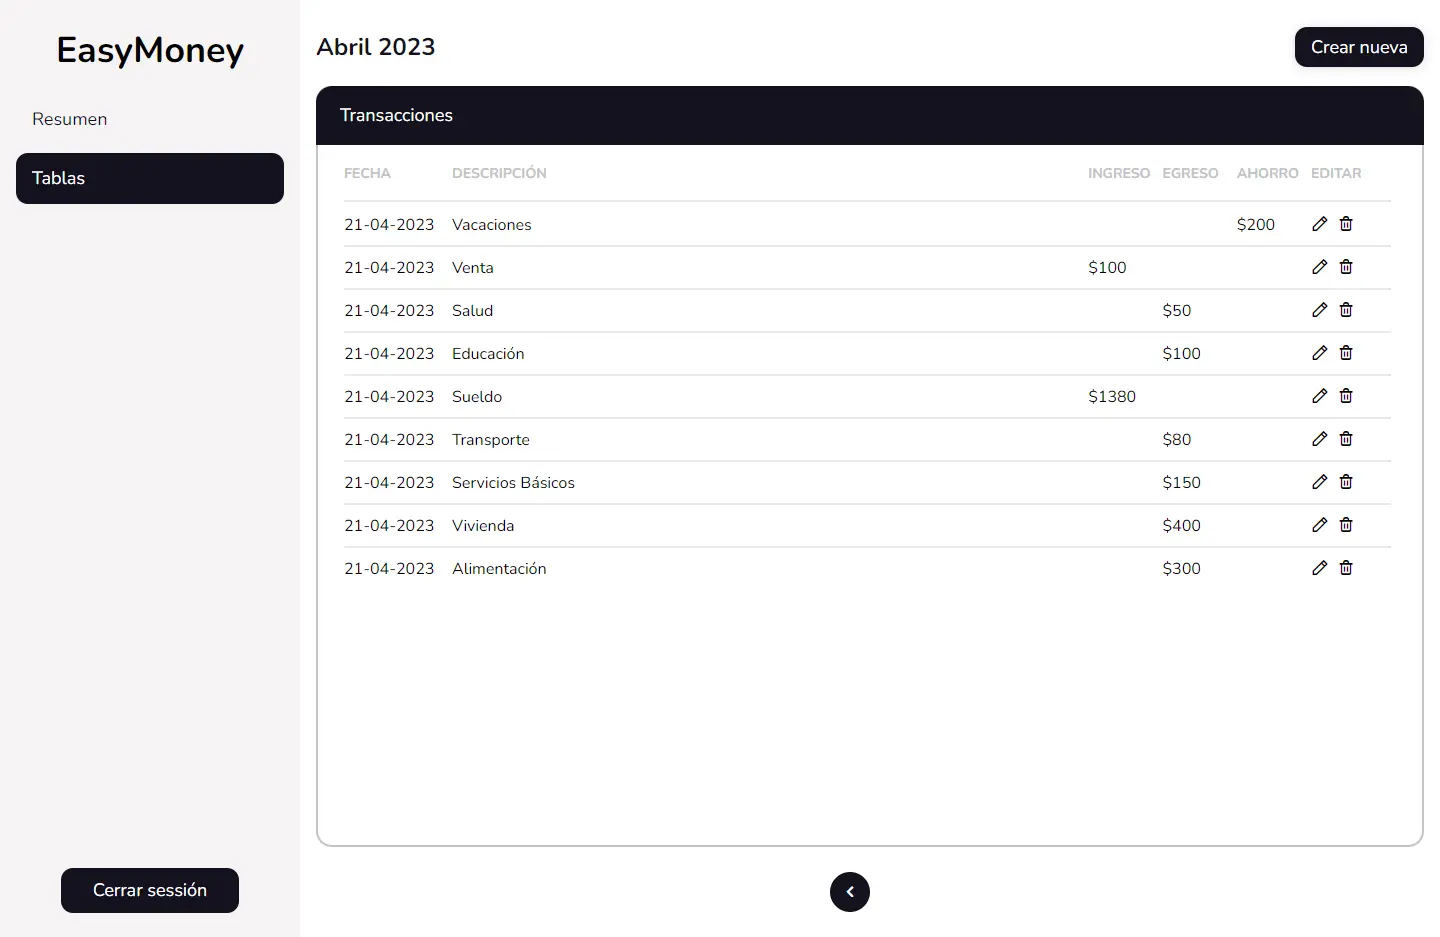 EasyMoney
Resumen
Tablas
Cerrar sessión
Abril 2023
Crear nueva
Transacciones
FECHA DESCRIPCIÓN INGRESO EGRESO AHORRO EDITAR
21-04-2023 Vacaciones $200
21-04-2023 Venta $100
21-04-2023 Salud $50
21-04-2023 Educación $100
21-04-2023 Sueldo $1380
21-04-2023 Transporte $80
21-04-2023 Servicios Básicos $150
21-04-2023 Vivienda $400
21-04-2023 Alimentación $300